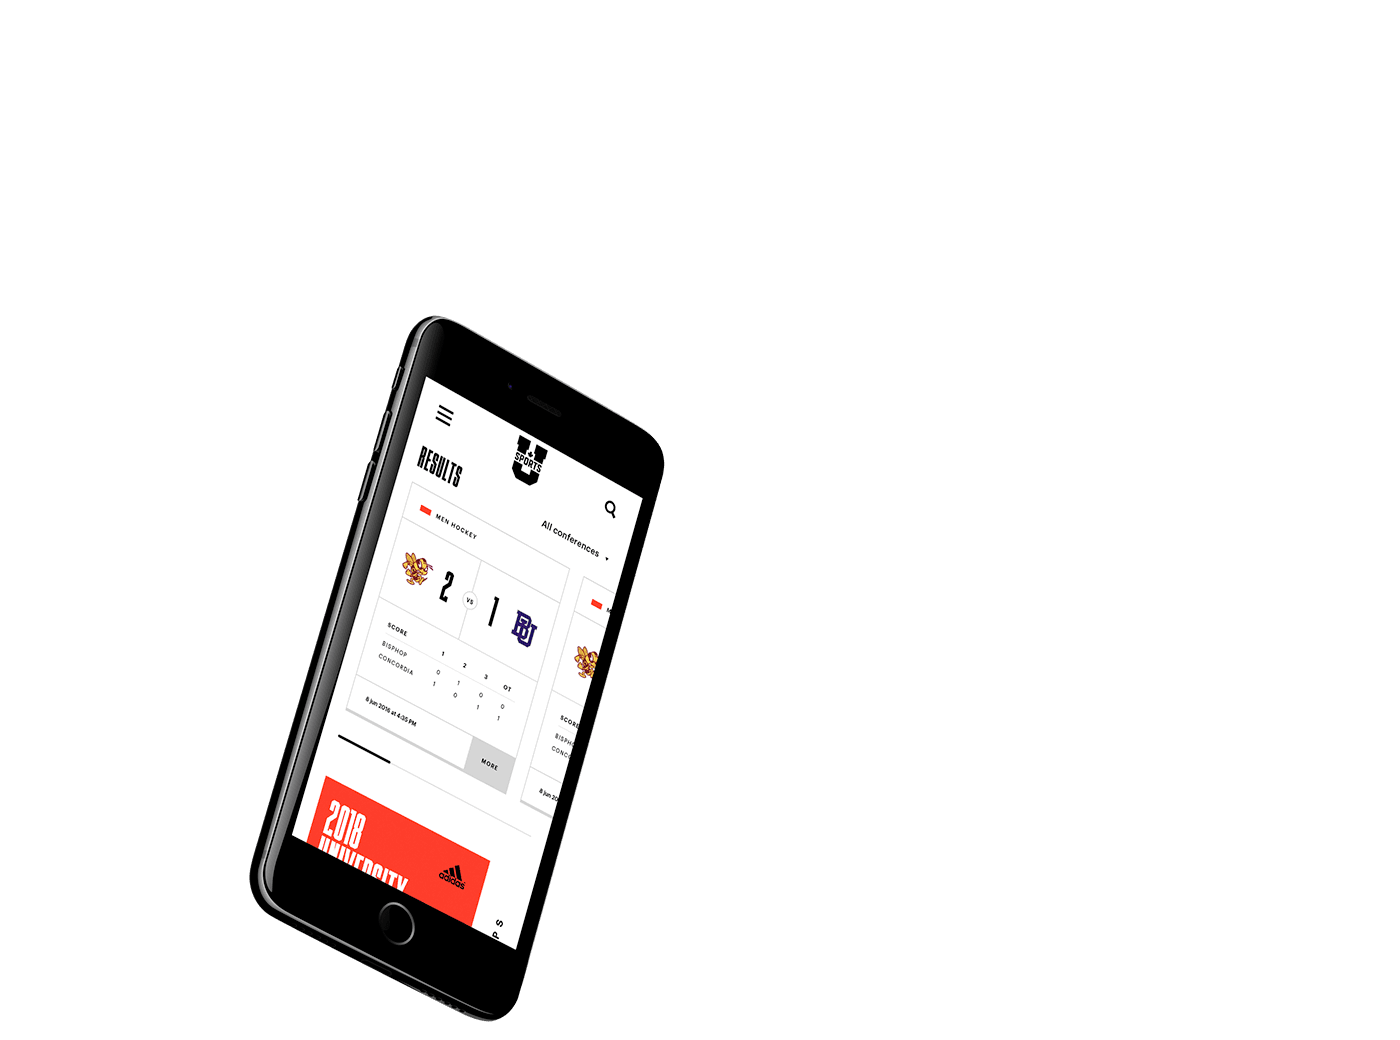 SPORTS
RESULTS
All conferences
MEN HOCKEY
M
2
VS
1
BU
SCORE 1 2 3 OT
BISPHOP 0 1 0 0
CONCORDIA 1 0 1 1
8 Jun 2016 at 4:35 PM
MORE
SCORE
BISPH
CONC
8 Jun 20
2018
UNIVERSITY
adidas
PS